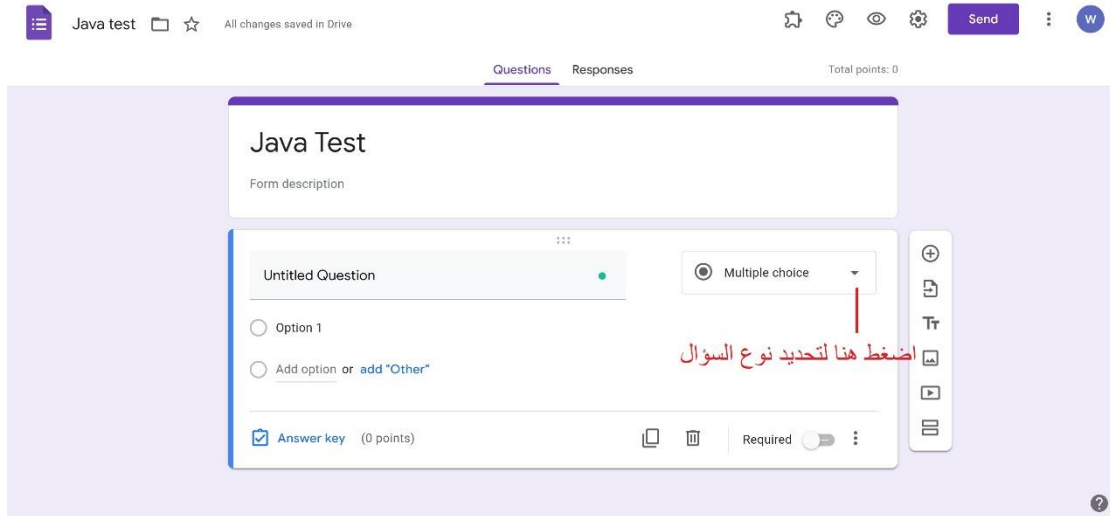 Java test
All changes saved in Drive
Send
W
Questions
Responses
Total points: 0
Java Test
Form description
Untitled Question
Multiple choice
Option 1
اضغط هنا لتحديد نوع السؤال
Add option or add "Other"
Answer key (0 points)
Required